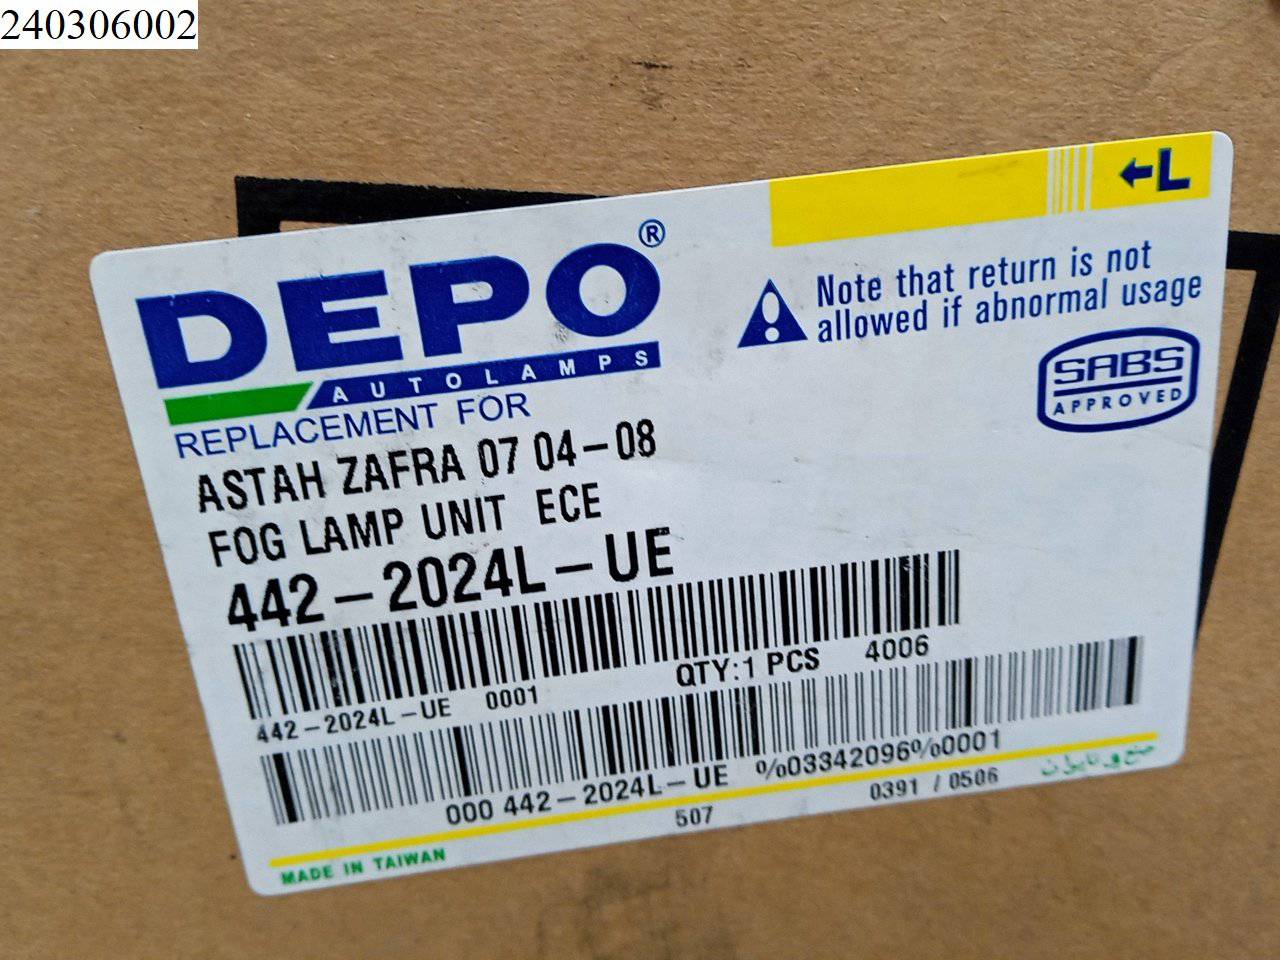 240306002
←L
DEPO®
AUTOLAMPS
Note that return is not
allowed if abnormal usage
SABS
APPROVED
REPLACEMENT FOR
ASTAH ZAFRA 07 04-08
FOG LAMP UNIT ECE
442-2024L-UE
QTY:1 PCS 4006
442-2024L-UE 0001
000 442-2024L-UE %03342096%0001
507 0391 / 0506
MADE IN TAIWAN
صنع في تايوان